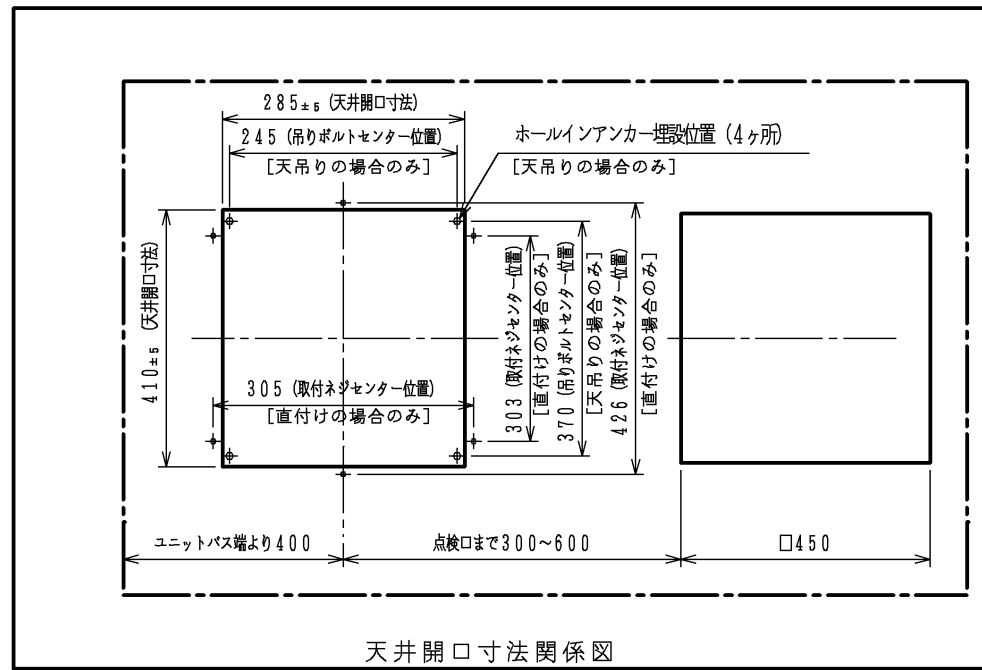 285±5 (天井開口寸法)
245 (吊りボルトセンター位置)
[天吊りの場合のみ]
ホールインアンカー埋設位置 (4ヶ所)
[天吊りの場合のみ]
410±5 (天井開口寸法)
305 (取付ネジセンター位置)
[直付けの場合のみ]
303 (取付ネジセンター位置)
[直付けの場合のみ]
370 (吊りボルトセンター位置)
[天吊りの場合のみ]
426 (取付ネジセンター位置)
[直付けの場合のみ]
ユニットバス端より400
点検口まで300~600
□450
天井開口寸法関係図